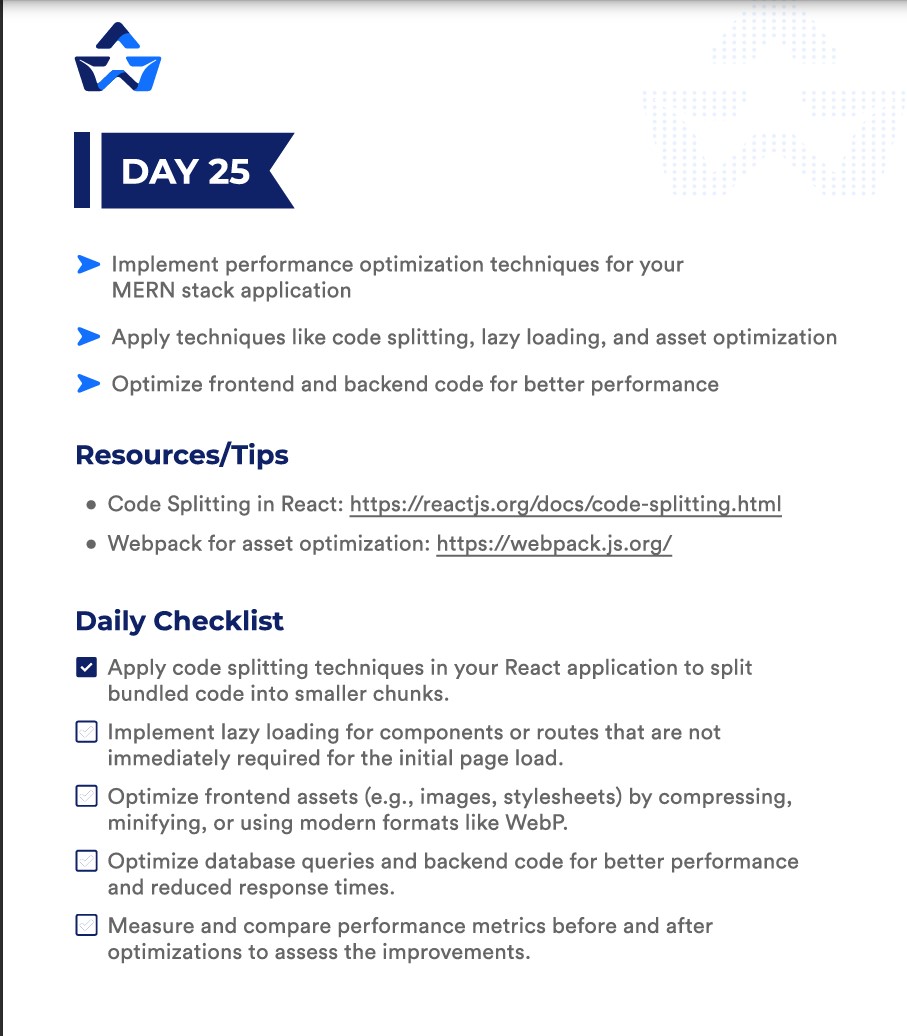 DAY 25
Implement performance optimization techniques for your
MERN stack application
Apply techniques like code splitting, lazy loading, and asset optimization
Optimize frontend and backend code for better performance
Resources/Tips
• Code Splitting in React: https://reactjs.org/docs/code-splitting.html
• Webpack for asset optimization: https://webpack.js.org/
Daily Checklist
Apply code splitting techniques in your React application to split
bundled code into smaller chunks.
Implement lazy loading for components or routes that are not
immediately required for the initial page load.
Optimize frontend assets (e.g., images, stylesheets) by compressing,
minifying, or using modern formats like WebP.
Optimize database queries and backend code for better performance
and reduced response times.
Measure and compare performance metrics before and after
optimizations to assess the improvements.